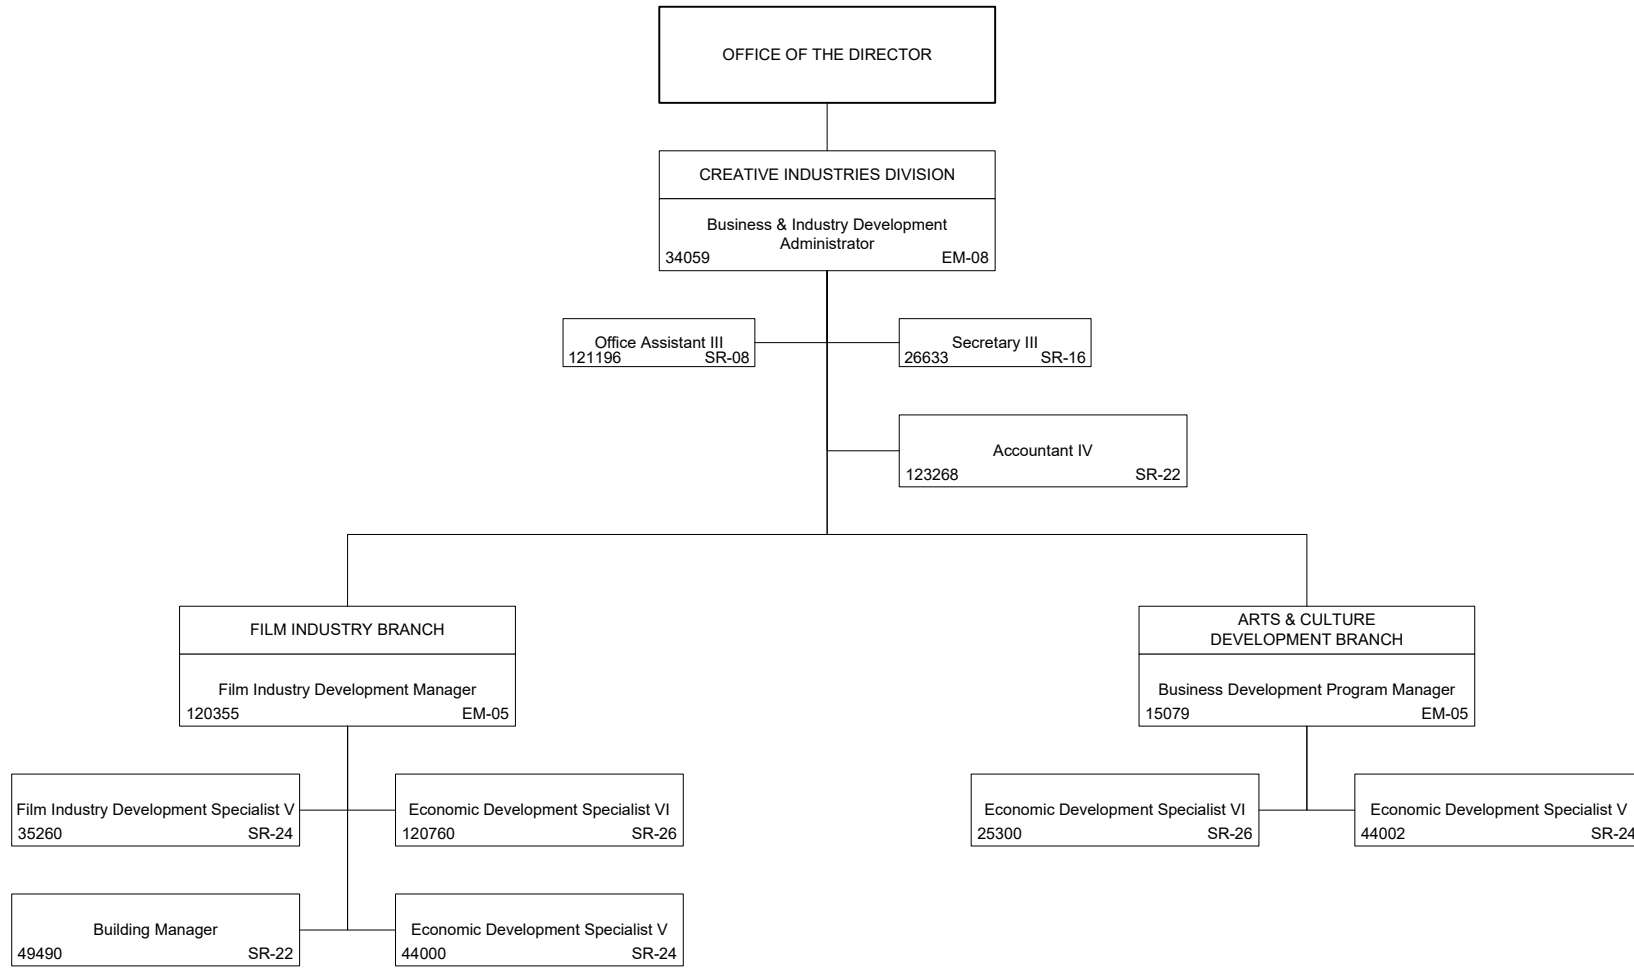 OFFICE OF THE DIRECTOR
CREATIVE INDUSTRIES DIVISION
Business & Industry Development
Administrator
34059 EM-08
Office Assistant III
121196 SR-08
Secretary III
26633 SR-16
Accountant IV
123268 SR-22
FILM INDUSTRY BRANCH
Film Industry Development Manager
120355 EM-05
Film Industry Development Specialist V
35260 SR-24
Economic Development Specialist VI
120760 SR-26
Building Manager
49490 SR-22
Economic Development Specialist V
44000 SR-24
ARTS & CULTURE
DEVELOPMENT BRANCH
Business Development Program Manager
15079 EM-05
Economic Development Specialist VI
25300 SR-26
Economic Development Specialist V
44002 SR-24